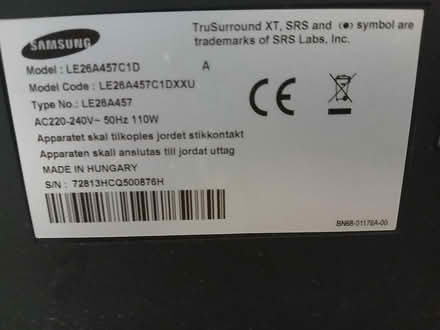 SAMSUNG
TruSurround XT, SRS and (●) symbol are
trademarks of SRS Labs, Inc.
Model : LE26A457C1D A
Model Code : LE26A457C1DXXU
Type No.: LE26A457
AC220-240V~ 50Hz 110W
Apparatet skal tilkoples jordet stikkontakt
Apparaten skall anslutas till jordat uttag
MADE IN HUNGARY
S/N : 72813HCQ500876H
CE
BN68-01178A-00